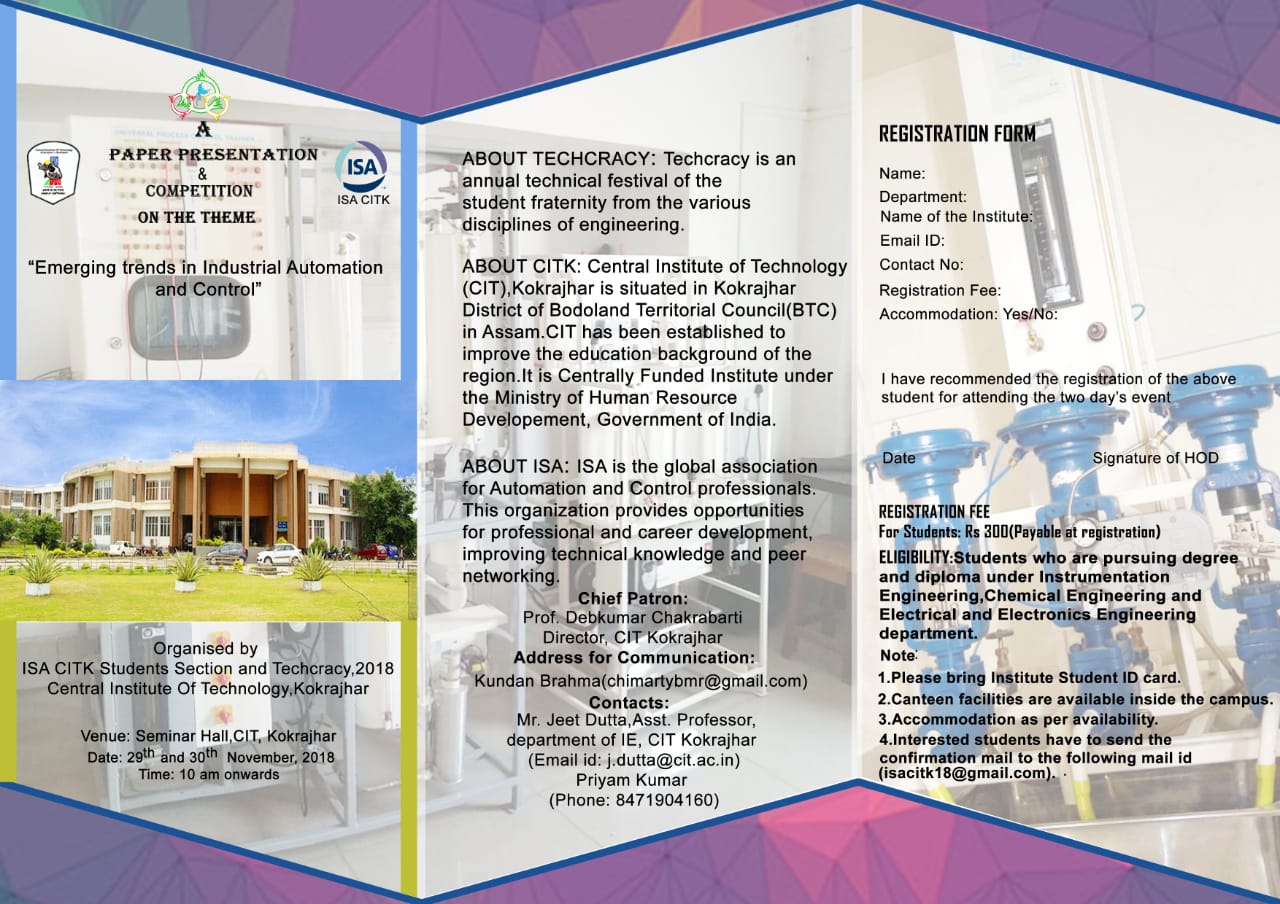 A
PAPER PRESENTATION
&
COMPETITION
ON THE THEME
ISA
ISA CITK
“Emerging trends in Industrial Automation
and Control”
Organised by
ISA CITK Students Section and Techcracy,2018
Central Institute Of Technology,Kokrajhar
Venue: Seminar Hall,CIT, Kokrajhar
Date: 29th and 30th November, 2018
Time: 10 am onwards
ABOUT TECHCRACY: Techcracy is an
annual technical festival of the
student fraternity from the various
disciplines of engineering.
ABOUT CITK: Central Institute of Technology
(CIT),Kokrajhar is situated in Kokrajhar
District of Bodoland Territorial Council(BTC)
in Assam.CIT has been established to
improve the education background of the
region.It is Centrally Funded Institute under
the Ministry of Human Resource
Developement, Government of India.
ABOUT ISA: ISA is the global association
for Automation and Control professionals.
This organization provides opportunities
for professional and career development,
improving technical knowledge and peer
networking.
Chief Patron:
Prof. Debkumar Chakrabarti
Director, CIT Kokrajhar
Address for Communication:
Kundan Brahma(chimartybmr@gmail.com)
Contacts:
Mr. Jeet Dutta,Asst. Professor,
department of IE, CIT Kokrajhar
(Email id: j.dutta@cit.ac.in)
Priyam Kumar
(Phone: 8471904160)
REGISTRATION FORM
Name:
Department:
Name of the Institute:
Email ID:
Contact No:
Registration Fee:
Accommodation: Yes/No:
I have recommended the registration of the above
student for attending the two day's event
Date Signature of HOD
REGISTRATION FEE
For Students: Rs 300(Payable at registration)
ELIGIBILITY:Students who are pursuing degree
and diploma under Instrumentation
Engineering,Chemical Engineering and
Electrical and Electronics Engineering
department.
Note:
1.Please bring Institute Student ID card.
2.Canteen facilities are available inside the campus.
3.Accommodation as per availability.
4.Interested students have to send the
confirmation mail to the following mail id
(isacitk18@gmail.com). .